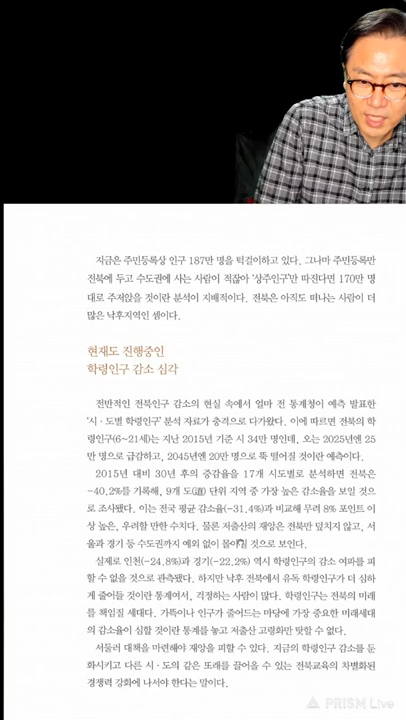 지금은 주민등록상 인구 187만 명을 턱걸이하고 있다. 그나마 주민등록만
전북에 두고 수도권에 사는 사람이 적잖아 '상주인구'만 따진다면 170만 명
대로 주저앉을 것이란 분석이 지배적이다. 전북은 아직도 떠나는 사람이 더
많은 낙후지역인 셈이다.
현재도 진행중인
학령인구 감소 심각
전반적인 전북인구 감소의 현실 속에서 얼마 전 통계청이 예측 발표한
'시·도별 학령인구' 분석 자료가 충격으로 다가왔다. 이에 따르면 전북의 학
령인구(6~21세)는 지난 2015년 기준 시 34만 명인데, 오는 2025년엔 25
만 명으로 급감하고, 2045년엔 20만 명으로 뚝 떨어질 것이란 예측이다.
2015년 대비 30년 후의 증감율을 17개 시도별로 분석하면 전북은
-40.2%를 기록해, 9개 도(道) 단위 지역 중 가장 높은 감소율을 보일 것으
로 조사됐다. 이는 전국 평균 감소율(-31.4%)과 비교해 무려 8% 포인트 이
상 높은, 우려할 만한 수치다. 물론 저출산의 재앙은 전북만 덮치지 않고, 서
울과 경기 등 수도권까지 예외 없이 몰아칠 것으로 보인다.
실제로 인천(-24.8%)과 경기(-22.2%) 역시 학령인구의 감소 여파를 피
할 수 없을 것으로 관측됐다. 하지만 낙후 전북에서 유독 학령인구가 더 심하
게 줄어들 것이란 통계여서, 걱정하는 사람이 많다. 학령인구는 전북의 미래
를 책임질 세대다. 가뜩이나 인구가 줄어드는 마당에 가장 중요한 미래세대
의 감소율이 심할 것이란 통계를 놓고 저출산 고령화만 탓할 수 없다.
서둘러 대책을 마련해야 재앙을 피할 수 있다. 지금의 학령인구 감소를 둔
화시키고 다른 시·도의 같은 또래를 끌어올 수 있는 전북교육의 차별화된
경쟁력 강화에 나서야 한다는 말이다.
PRISM Live